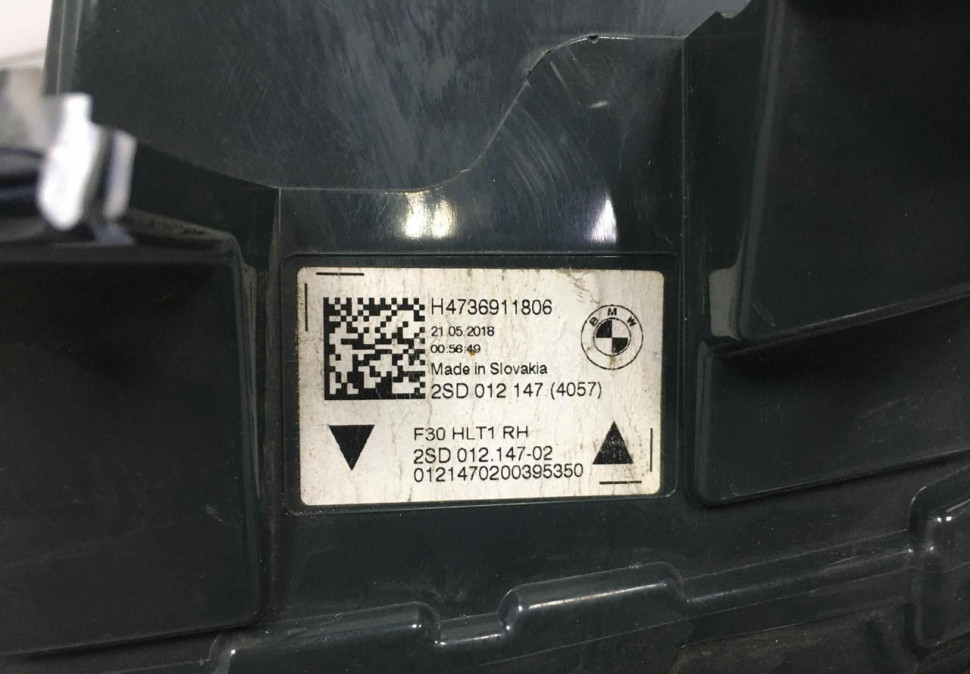 H4736911806
21.05.2018
00:56:49
Made in Slovakia
2SD 012 147 (4057)
BMW
F30 HLT1 RH
2SD 012.147-02
0121470200395350